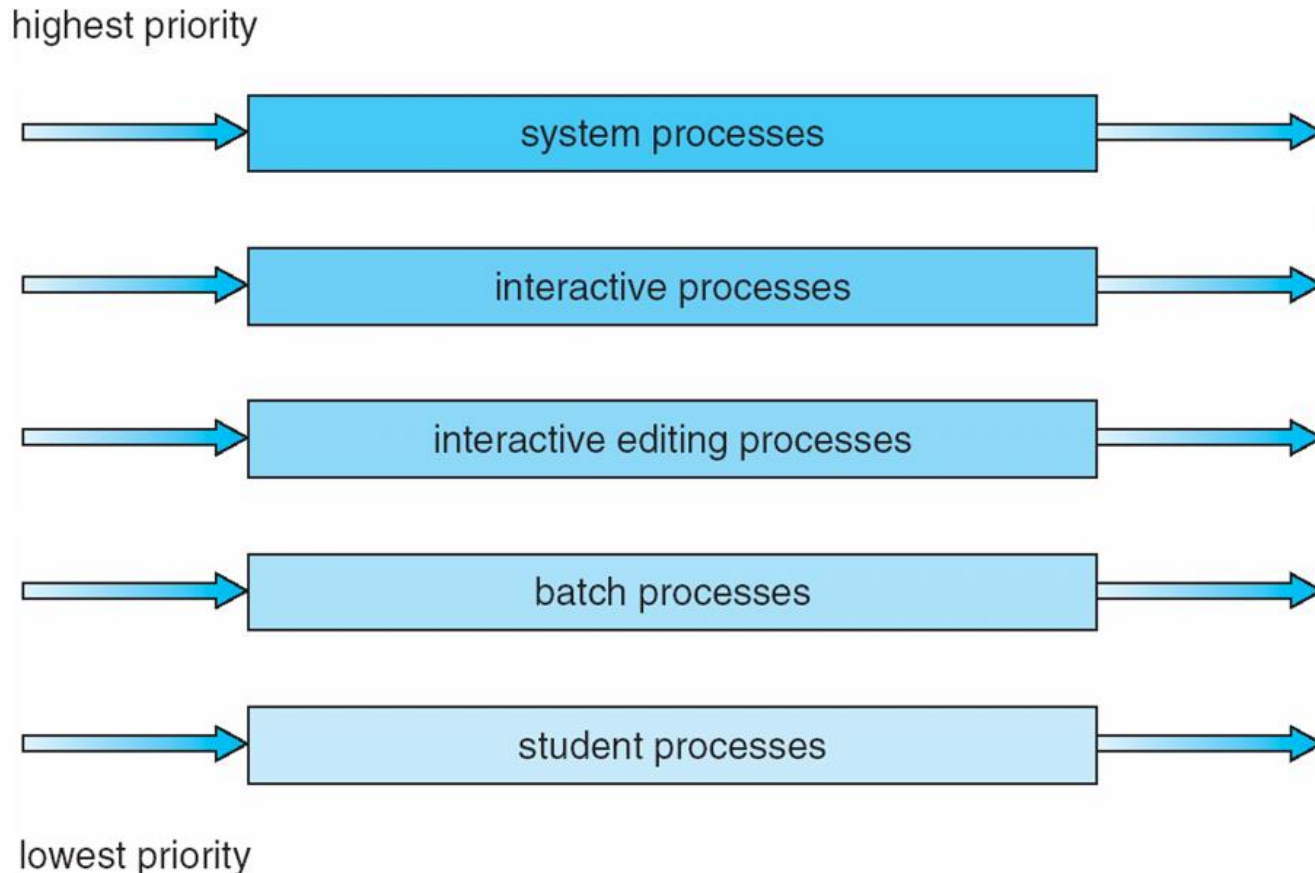 highest priority
system processes
interactive processes
interactive editing processes
batch processes
student processes
lowest priority